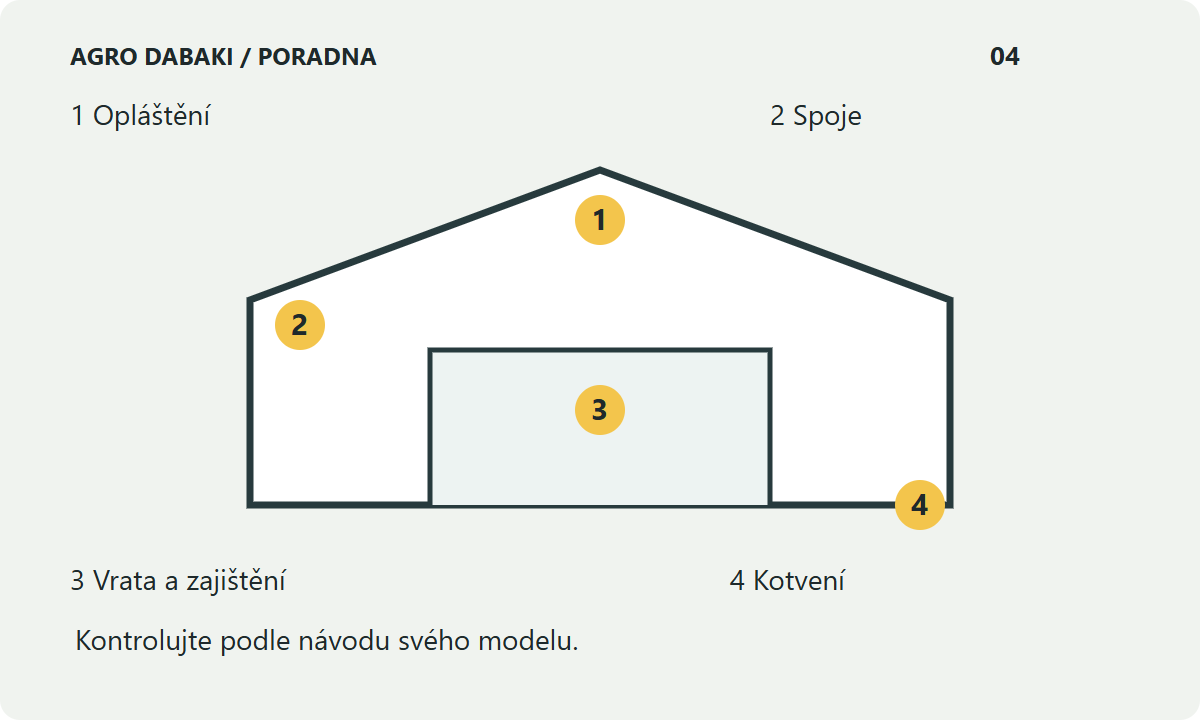 AGRO DABAKI / PORADNA 04
1 Opláštění 2 Spoje
1
2
3
4
3 Vrata a zajištění 4 Kotvení
Kontrolujte podle návodu svého modelu.